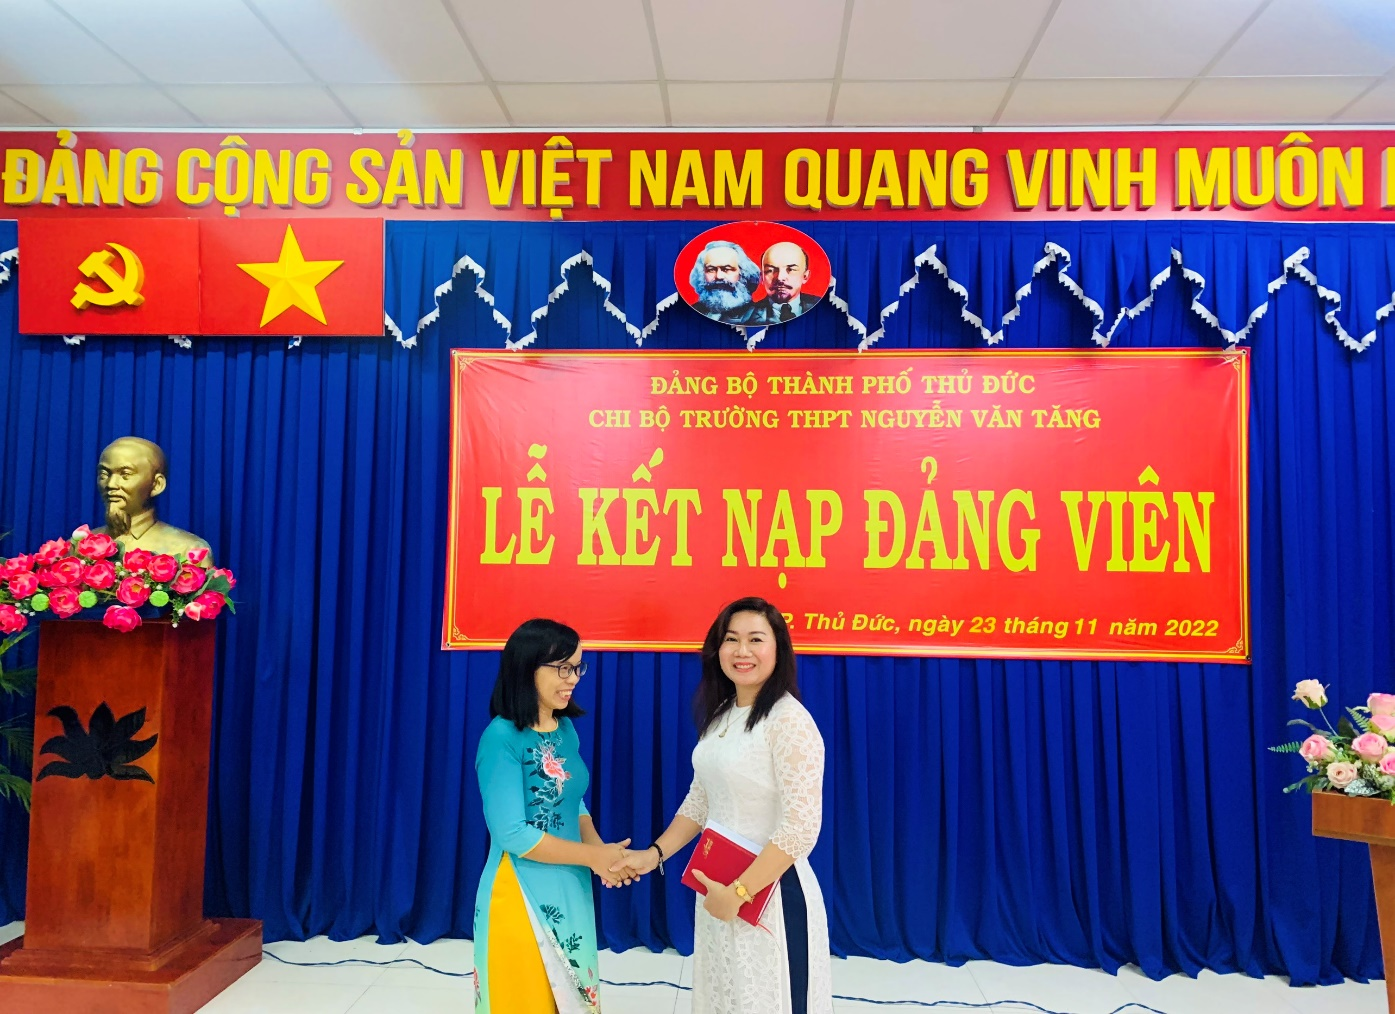 ĐẢNG CỘNG SẢN VIỆT NAM QUANG VINH MUÔN
ĐẢNG BỘ THÀNH PHỐ THỦ ĐỨC
CHI BỘ TRƯỜNG THPT NGUYỄN VĂN TĂNG
LỄ KẾT NẠP ĐẢNG VIÊN
P. Thủ Đức, ngày 23 tháng 11 năm 2022